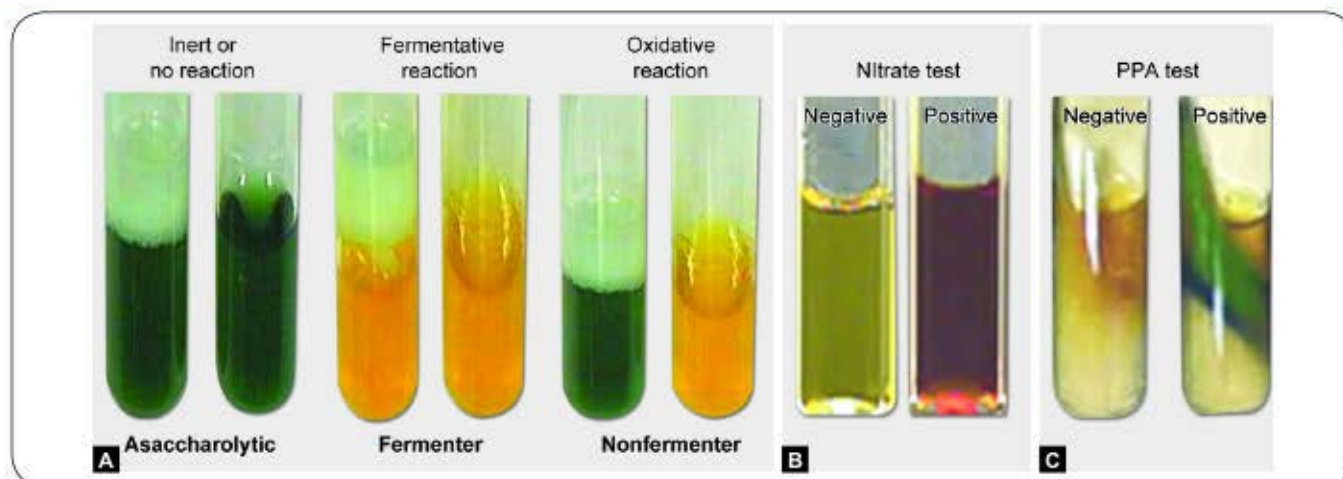 Inert or
no reaction
Fermentative
reaction
Oxidative
reaction
Asaccharolytic
Fermenter
Nonfermenter
A
NItrate test
Negative
Positive
B
PPA test
Negative
Positive
C